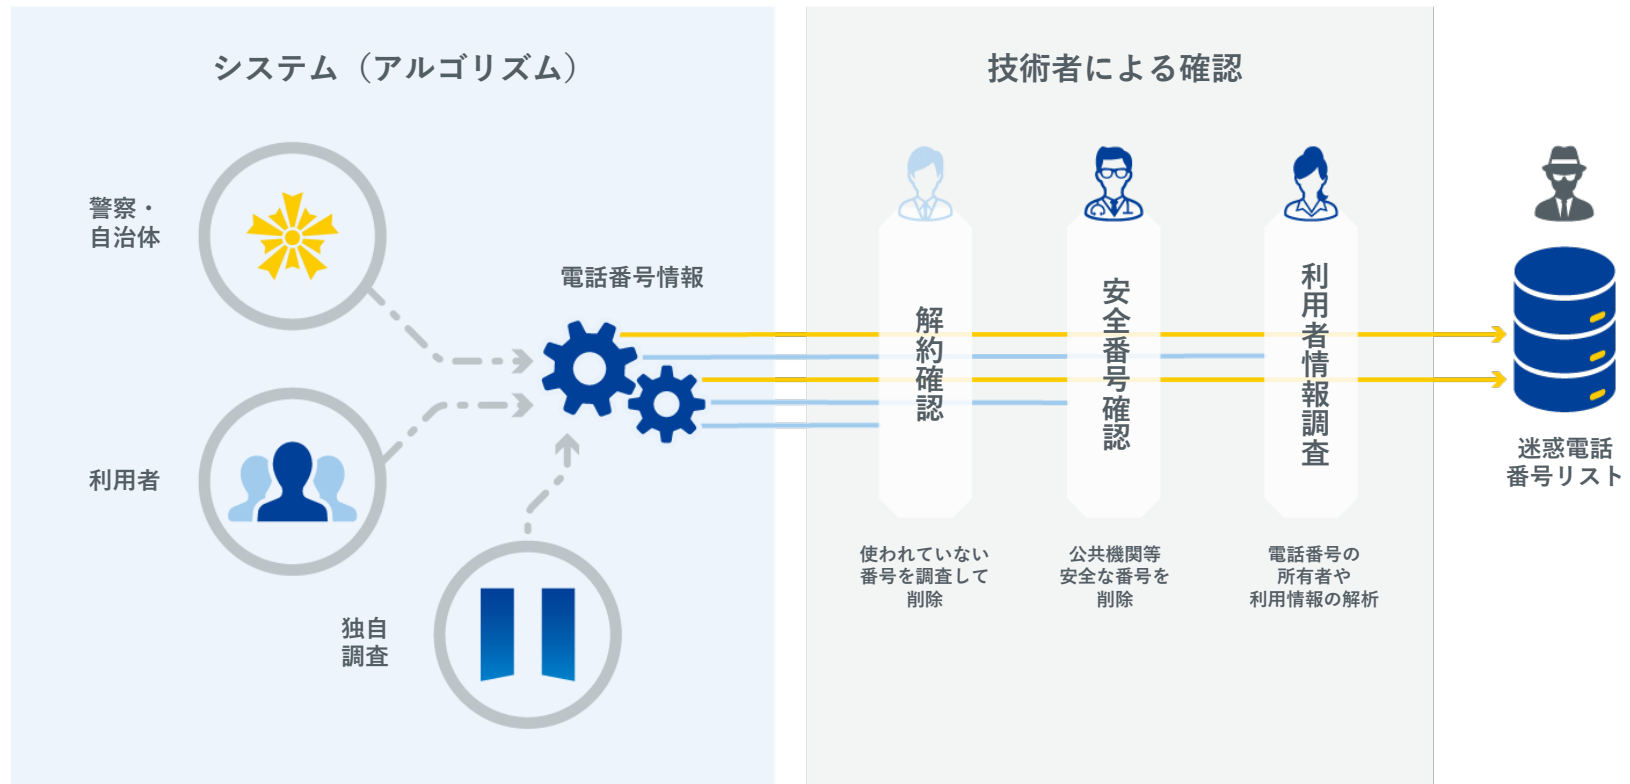 システム（アルゴリズム）
警察・
自治体
利用者
独自
調査
電話番号情報
技術者による確認
解約確認
安全番号確認
利用者情報調査
使われていない
番号を調査して
削除
公共機関等
安全な番号を
削除
電話番号の
所有者や
利用情報の解析
迷惑電話
番号リスト